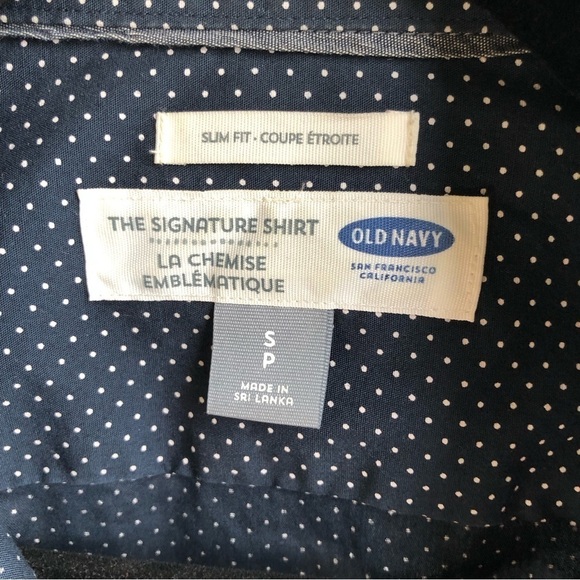 SLIM FIT • COUPE ÉTROITE
THE SIGNATURE SHIRT
LA CHEMISE
EMBLÉMATIQUE
OLD NAVY
SAN FRANCISCO
CALIFORNIA
S
P
MADE IN
SRI LANKA